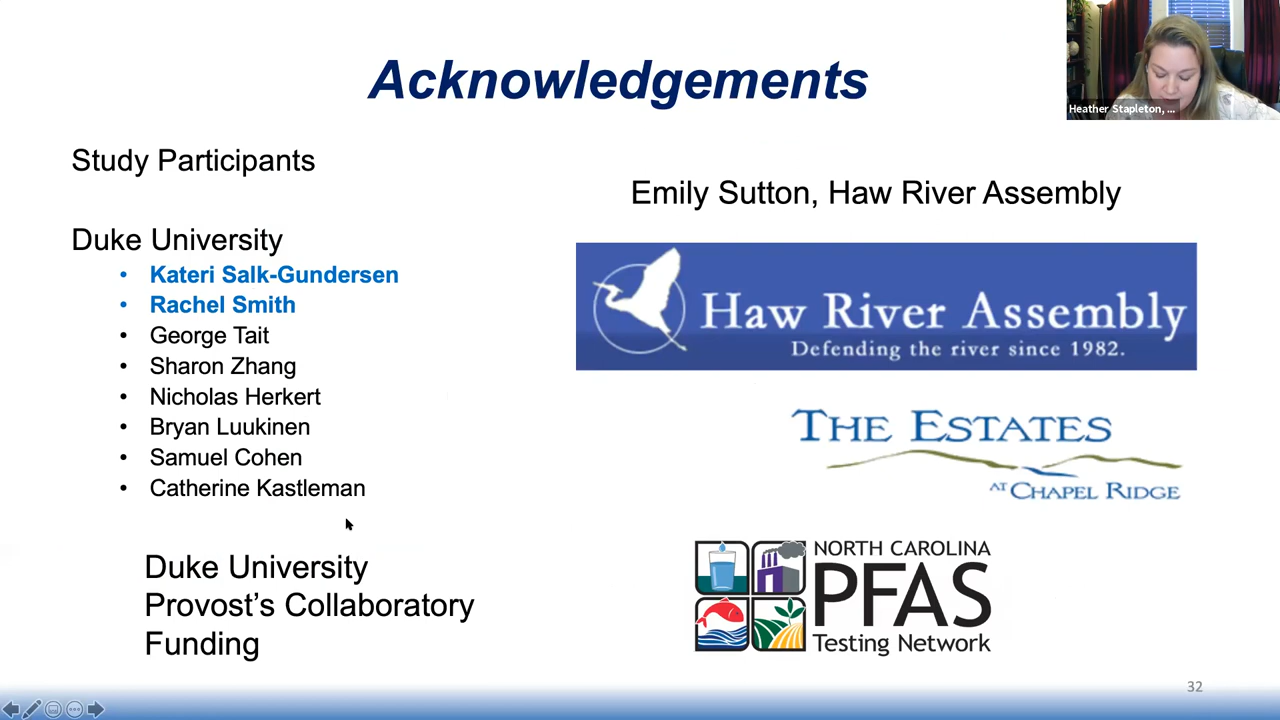 Acknowledgements
Heather Stapleton, ...
Study Participants
Duke University
• Kateri Salk-Gundersen
• Rachel Smith
• George Tait
• Sharon Zhang
• Nicholas Herkert
• Bryan Luukinen
• Samuel Cohen
• Catherine Kastleman
Duke University
Provost’s Collaboratory
Funding
Emily Sutton, Haw River Assembly
Haw River Assembly
Defending the river since 1982.
THE ESTATES
AT CHAPEL RIDGE
NORTH CAROLINA
PFAS
Testing Network
32